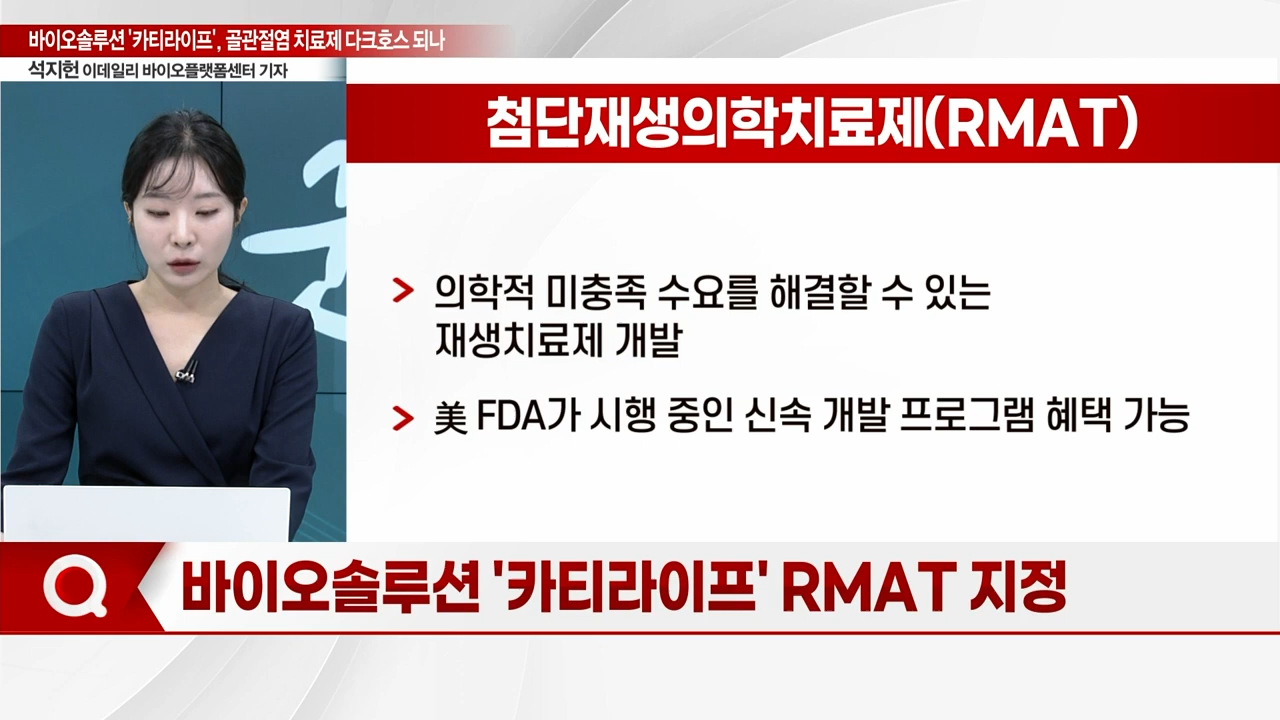 바이오솔루션 '카티라이프', 골관절염 치료제 다크호스 되나
석지헌 이데일리 바이오플랫폼센터 기자
첨단재생의학치료제(RMAT)
의학적 미충족 수요를 해결할 수 있는
재생치료제 개발
美 FDA가 시행 중인 신속 개발 프로그램 혜택 가능
바이오솔루션 '카티라이프' RMAT 지정